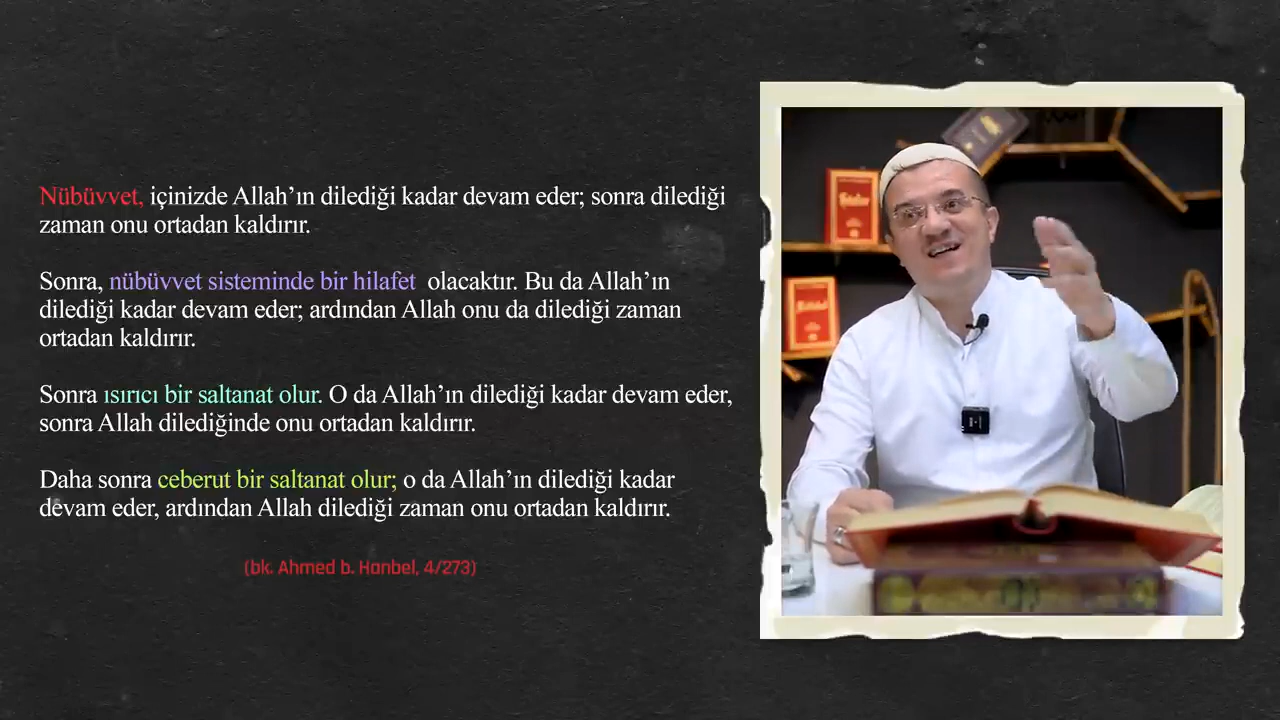 Nübüvvet, içinizde Allah’ın dilediği kadar devam eder; sonra dilediği
zaman onu ortadan kaldırır.
Sonra, nübüvvet sisteminde bir hilafet olacaktır. Bu da Allah’ın
dilediği kadar devam eder; ardından Allah onu da dilediği zaman
ortadan kaldırır.
Sonra ısırıcı bir saltanat olur. O da Allah’ın dilediği kadar devam eder,
sonra Allah dilediğinde onu ortadan kaldırır.
Daha sonra ceberut bir saltanat olur; o da Allah’ın dilediği kadar
devam eder, ardından Allah dilediği zaman onu ortadan kaldırır.
(bk. Ahmed b. Hanbel, 4/273)